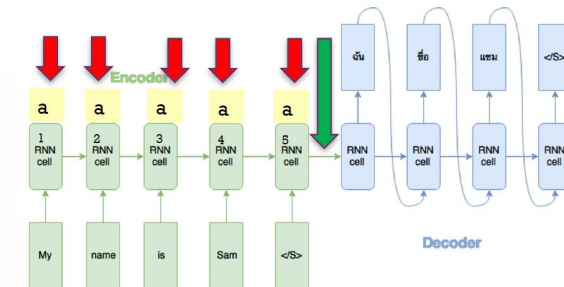 Encoder
a a a a a
1 2 3 4 5
RNN cell RNN cell RNN cell RNN cell RNN cell
My name is Sam </S>
ฉัน ชื่อ แซม </S>
RNN cell RNN cell RNN cell RNN cell
Decoder